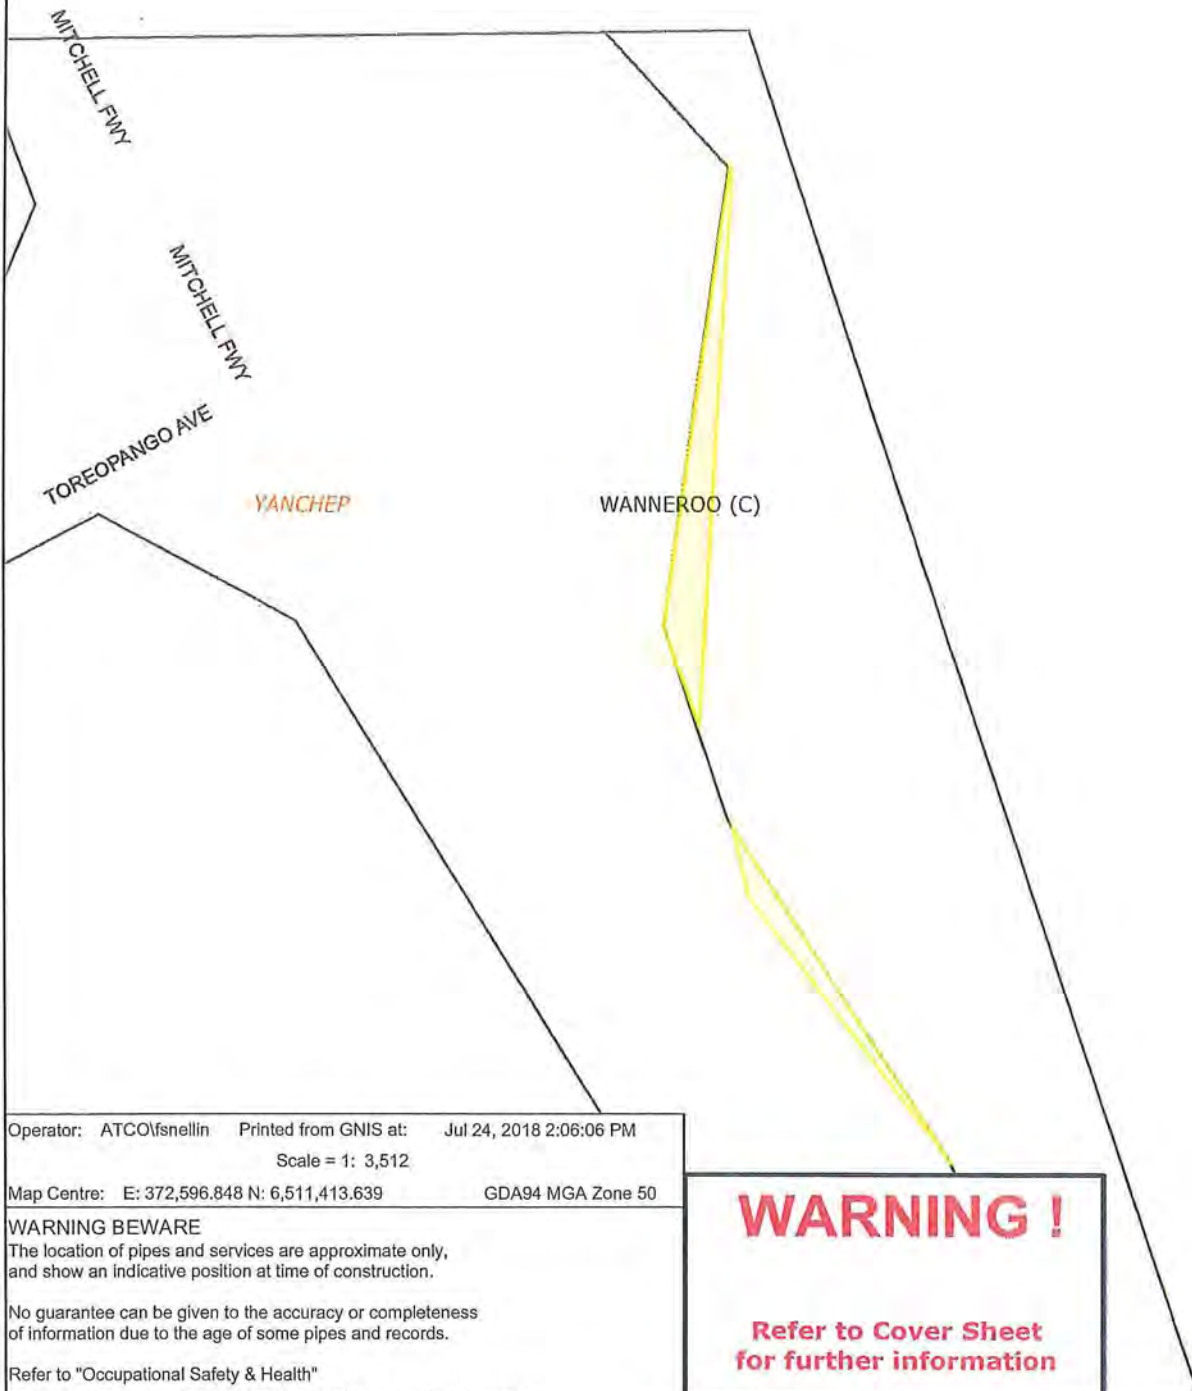 MITCHELL FWY
MITCHELL FWY
TOREOPANGO AVE
YANCHEP
WANNEROO (C)
Operator: ATCO\fsnellin Printed from GNIS at: Jul 24, 2018 2:06:06 PM
Scale = 1: 3,512
Map Centre: E: 372,596.848 N: 6,511,413.639 GDA94 MGA Zone 50
WARNING BEWARE
The location of pipes and services are approximate only,
and show an indicative position at time of construction.
No guarantee can be given to the accuracy or completeness
of information due to the age of some pipes and records.
Refer to "Occupational Safety & Health"
WARNING !
Refer to Cover Sheet
for further information